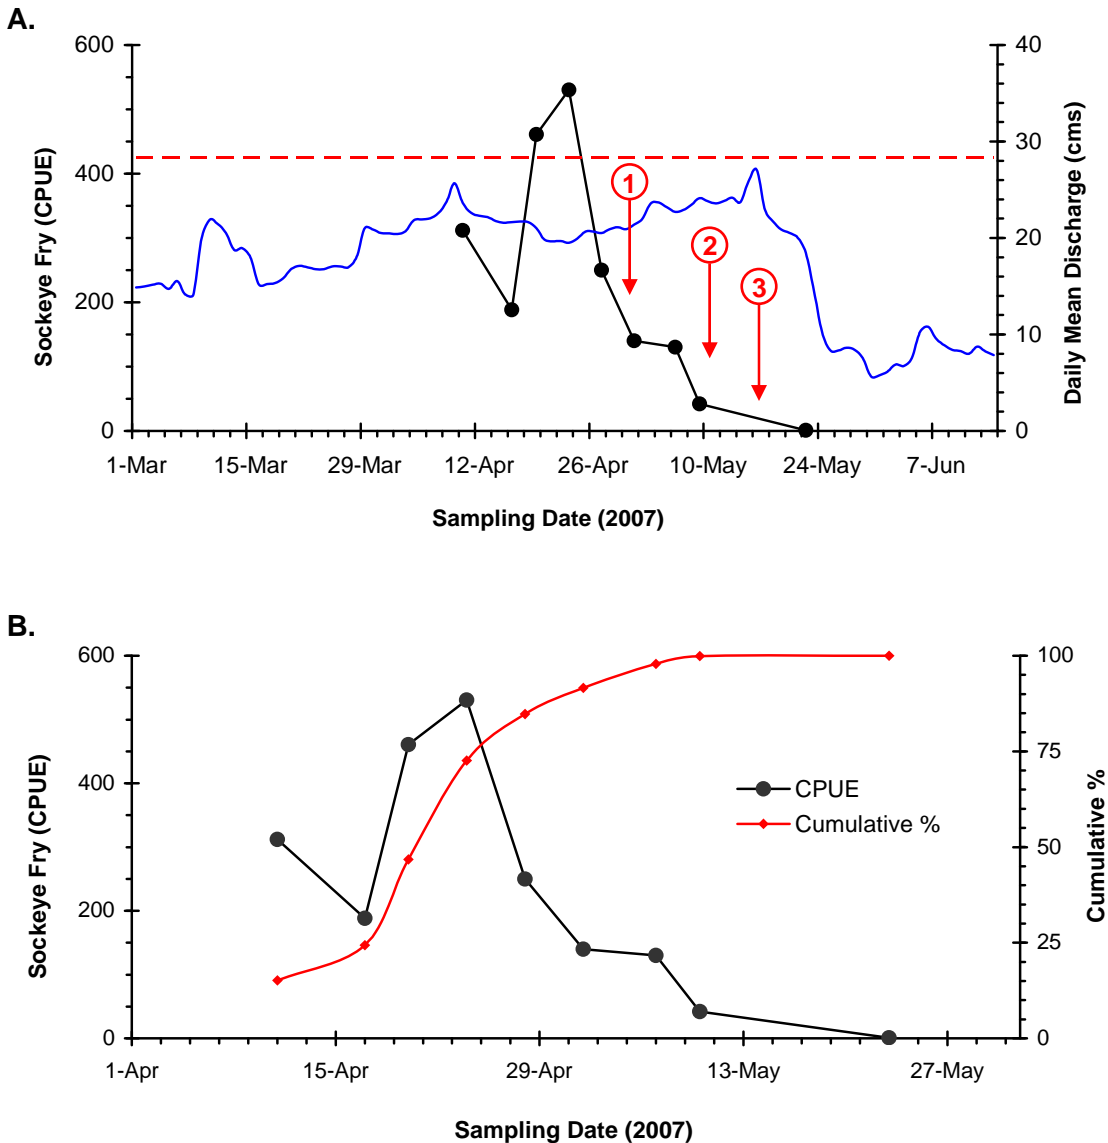 A.
600
400
200
0
Sockeye Fry (CPUE)
40
30
20
10
0
Daily Mean Discharge (cms)
1
2
3
1-Mar 15-Mar 29-Mar 12-Apr 26-Apr 10-May 24-May 7-Jun
Sampling Date (2007)
B.
600
400
200
0
Sockeye Fry (CPUE)
100
75
50
25
0
Cumulative %
CPUE
Cumulative %
1-Apr 15-Apr 29-Apr 13-May 27-May
Sampling Date (2007)